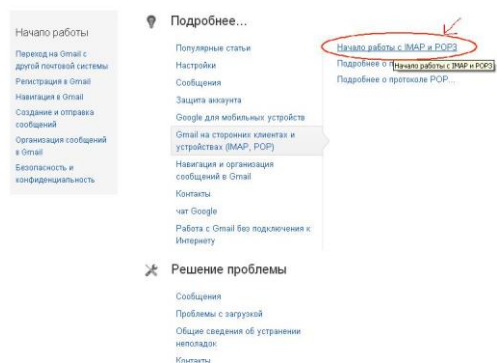 Начало работы
Переход на Gmail с
другой почтовой системы
Регистрация в Gmail
Навигация в Gmail
Создание и отправка
сообщений
Организация сообщений
в Gmail
Безопасность и
конфиденциальность
Подробнее...
Популярные статьи
Настройки
Сообщения
Защита аккаунта
Google для мобильных устройств
Gmail на сторонних клиентах и
устройствах (IMAP, POP)
Навигация и организация
сообщений в Gmail
Контакты
чат Google
Работа с Gmail без подключения к
Интернету
Начало работы с IMAP и POP3
Подробнее о п
Начало работы с IMAP и POP3
Подробнее о протоколе POP...
Решение проблемы
Сообщения
Проблемы с загрузкой
Общие сведения об устранении
неполадок
Контакты